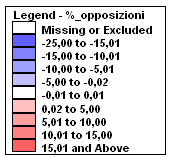 Legend - %_opposizioni
Missing or Excluded
-25,00 to -15,01
-15,00 to -10,01
-10,00 to -5,01
-5,00 to -0,02
-0,01 to 0,01
0,02 to 5,00
5,01 to 10,00
10,01 to 15,00
15,01 and Above